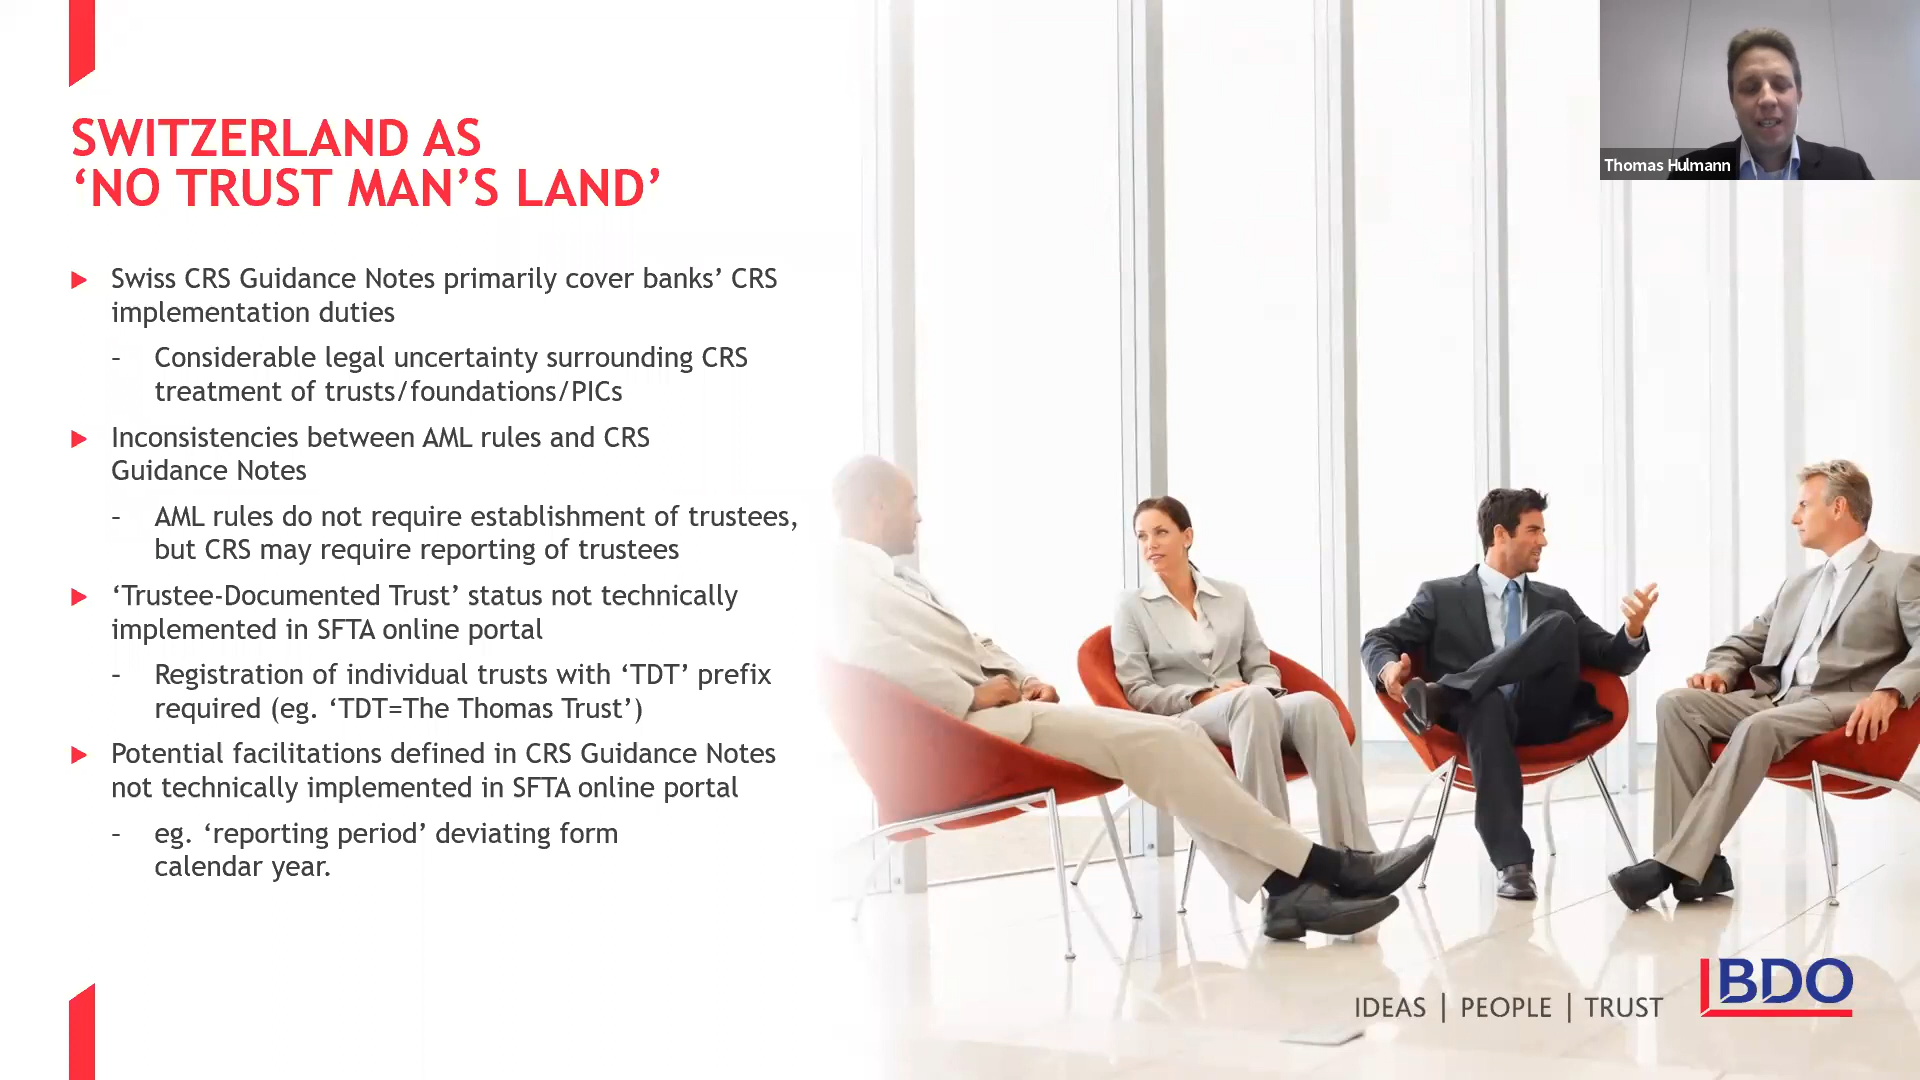 SWITZERLAND AS
‘NO TRUST MAN’S LAND’
Swiss CRS Guidance Notes primarily cover banks’ CRS
implementation duties
– Considerable legal uncertainty surrounding CRS
treatment of trusts/foundations/PICs
Inconsistencies between AML rules and CRS
Guidance Notes
– AML rules do not require establishment of trustees,
but CRS may require reporting of trustees
‘Trustee-Documented Trust’ status not technically
implemented in SFTA online portal
– Registration of individual trusts with ‘TDT’ prefix
required (eg. ‘TDT=The Thomas Trust’)
Potential facilitations defined in CRS Guidance Notes
not technically implemented in SFTA online portal
– eg. ‘reporting period’ deviating form
calendar year.
Thomas Hulmann
IDEAS | PEOPLE | TRUST
BDO